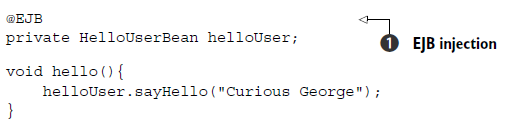 @EJB
private HelloUserBean helloUser;
1 EJB injection
void hello(){
helloUser.sayHello("Curious George");
}